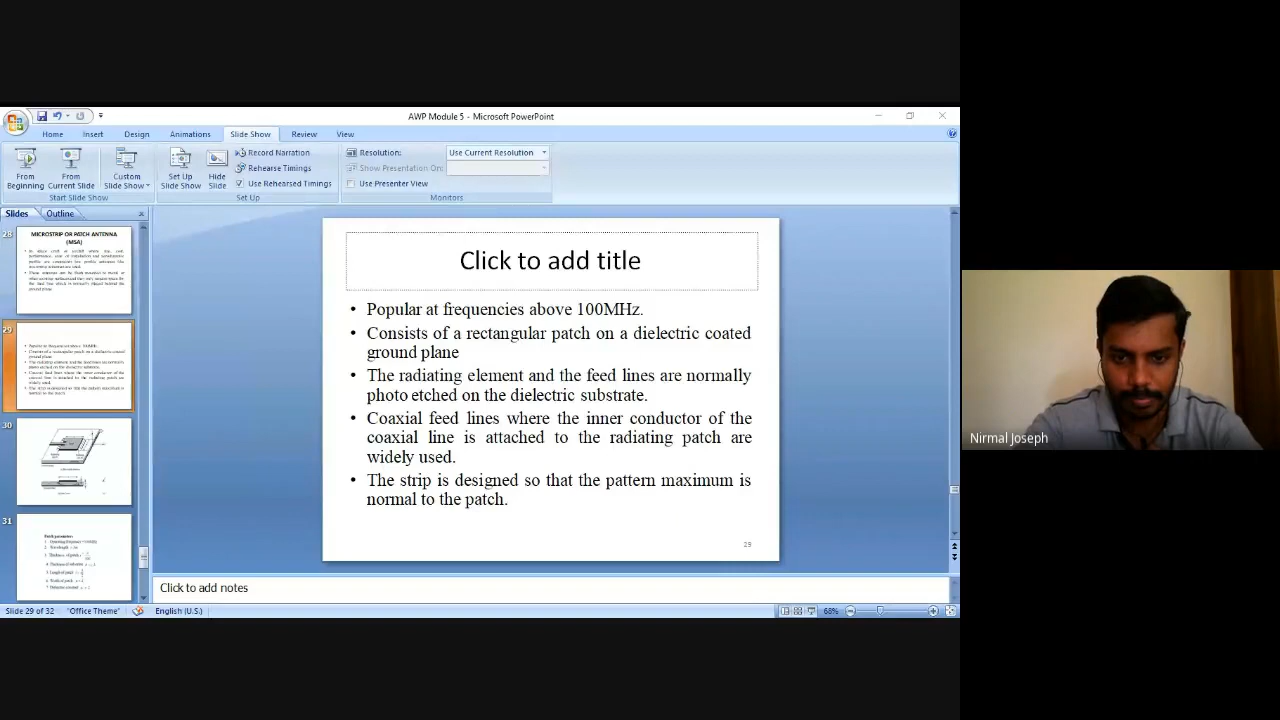 AWP Module 5 - Microsoft PowerPoint
Home Insert Design Animations Slide Show Review View
From Beginning
From Current Slide
Custom Slide Show
Start Slide Show
Set Up Slide Show
Hide Slide
Record Narration
Rehearse Timings
Use Rehearsed Timings
Set Up
Resolution: Use Current Resolution
Show Presentation On:
Use Presenter View
Monitors
Slides Outline
28
MICROSTRIP OR PATCH ANTENNA
(MSA)
29
30
31
Click to add title
• Popular at frequencies above 100MHz.
• Consists of a rectangular patch on a dielectric coated
ground plane
• The radiating element and the feed lines are normally
photo etched on the dielectric substrate.
• Coaxial feed lines where the inner conductor of the
coaxial line is attached to the radiating patch are
widely used.
• The strip is designed so that the pattern maximum is
normal to the patch.
29
Click to add notes
Slide 29 of 32 "Office Theme" English (U.S.) 68%
Nirmal Joseph